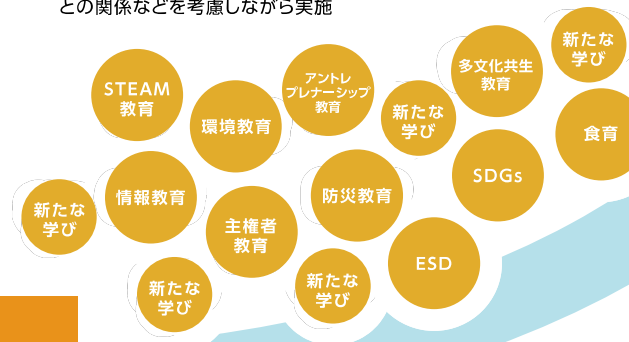 との関係などを考慮しながら実施
新たな
学び
多文化共生
教育
アントレ
プレナーシップ
教育
STEAM
教育
環境教育
新たな
学び
食育
SDGs
防災教育
情報教育
新たな
学び
主権者
教育
ESD
新たな
学び
新たな
学び